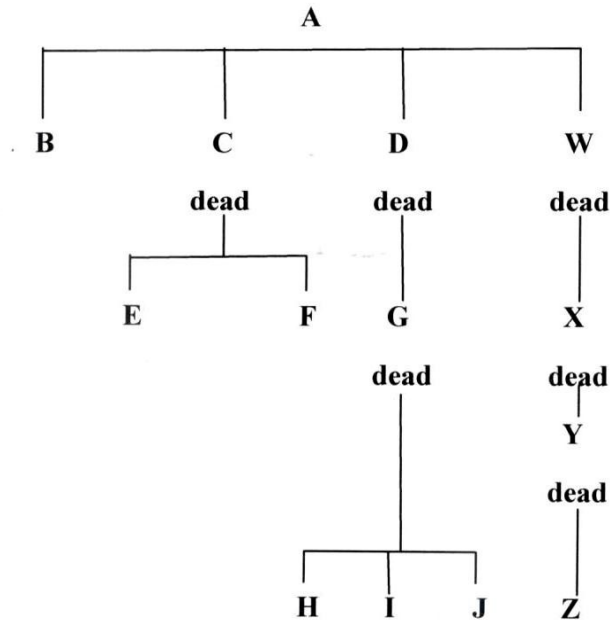 A
B C D W
dead dead dead
E F G X
dead dead
Y
dead
H I J Z